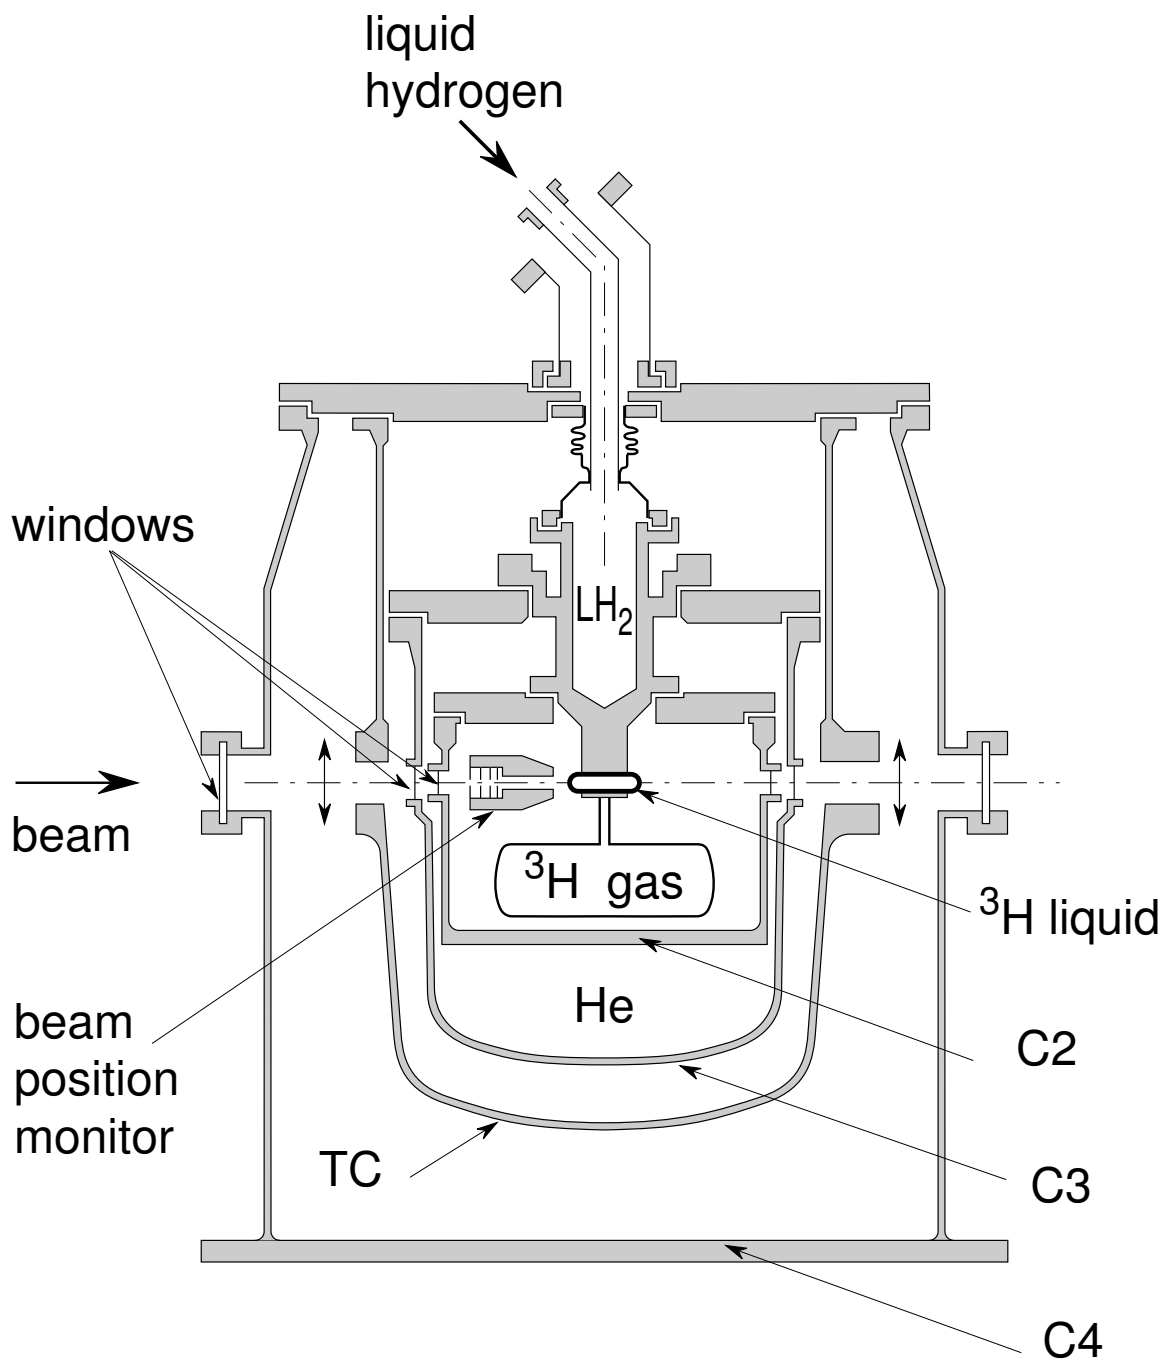 liquid
hydrogen
windows
LH₂
beam
³H gas
³H liquid
He
beam
position
monitor
C2
TC
C3
C4